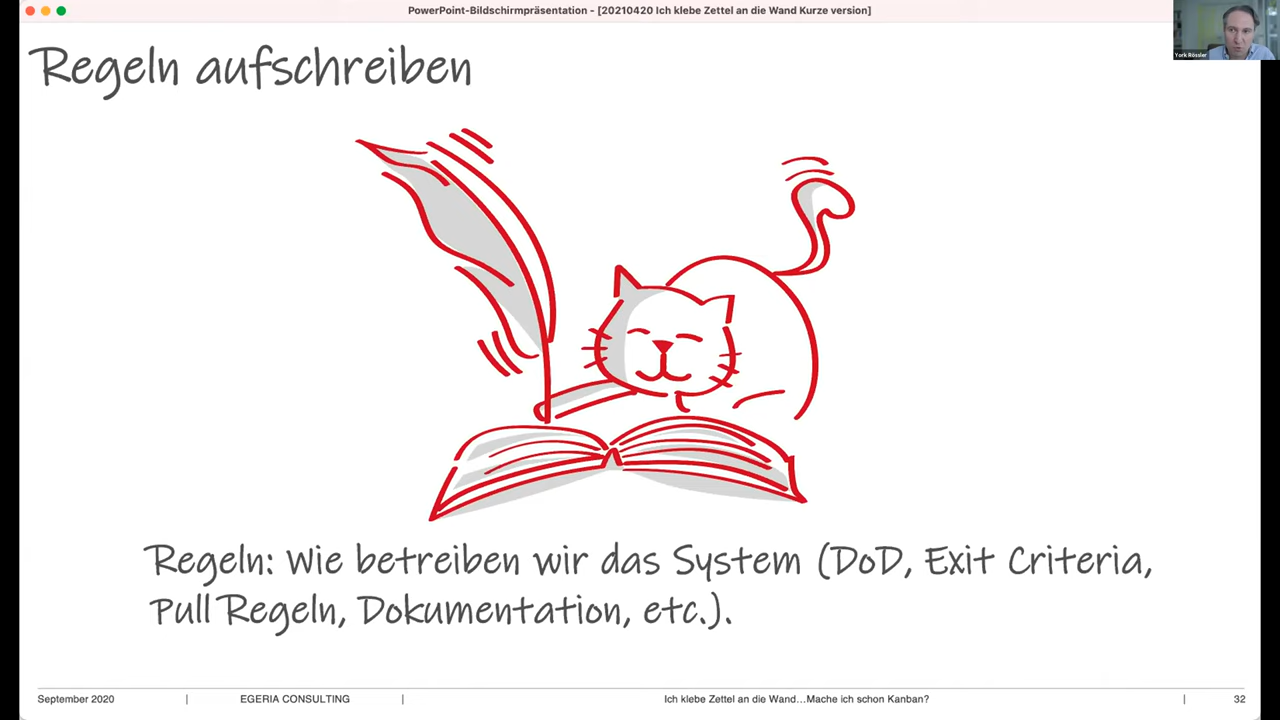 PowerPoint-Bildschirmpräsentation - [20210420 Ich klebe Zettel an die Wand Kurze version]
York Rössler
Regeln aufschreiben
Regeln: Wie betreiben wir das System (DoD, Exit Criteria,
Pull Regeln, Dokumentation, etc.).
September 2020 | EGERIA CONSULTING | Ich klebe Zettel an die Wand...Mache ich schon Kanban? | 32